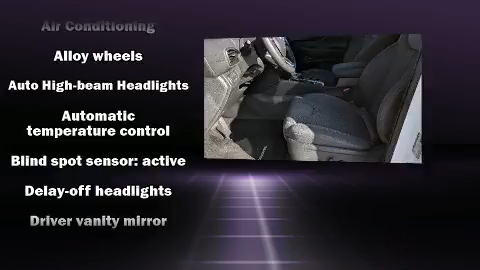 Air Conditioning
Alloy wheels
Auto High-beam Headlights
Automatic
temperature control
Blind spot sensor: active
Delay-off headlights
Driver vanity mirror